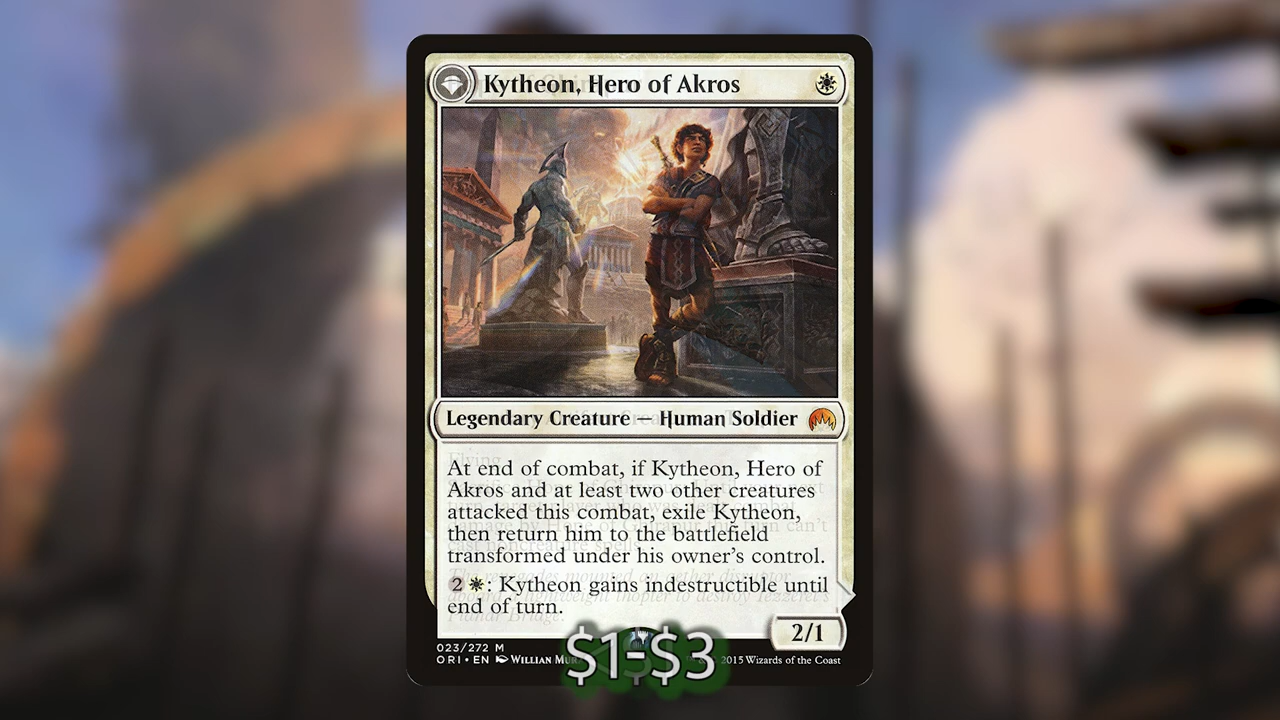 Kytheon, Hero of Akros
Legendary Creature — Human Soldier
At end of combat, if Kytheon, Hero of
Akros and at least two other creatures
attacked this combat, exile Kytheon,
then return him to the battlefield
transformed under his owner's control.
2: Kytheon gains indestructible until
end of turn.
2/1
023/272 M
ORI • EN WILLIAN
2015 Wizards of the Coast
$1-$3